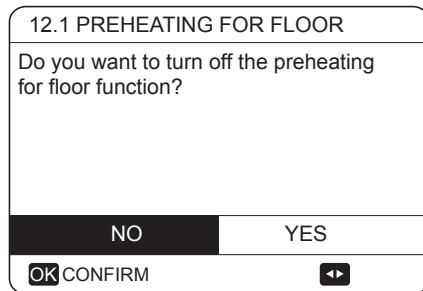 12.1 PREHEATING FOR FLOOR
Do you want to turn off the preheating
for floor function?
NO YES
OK CONFIRM